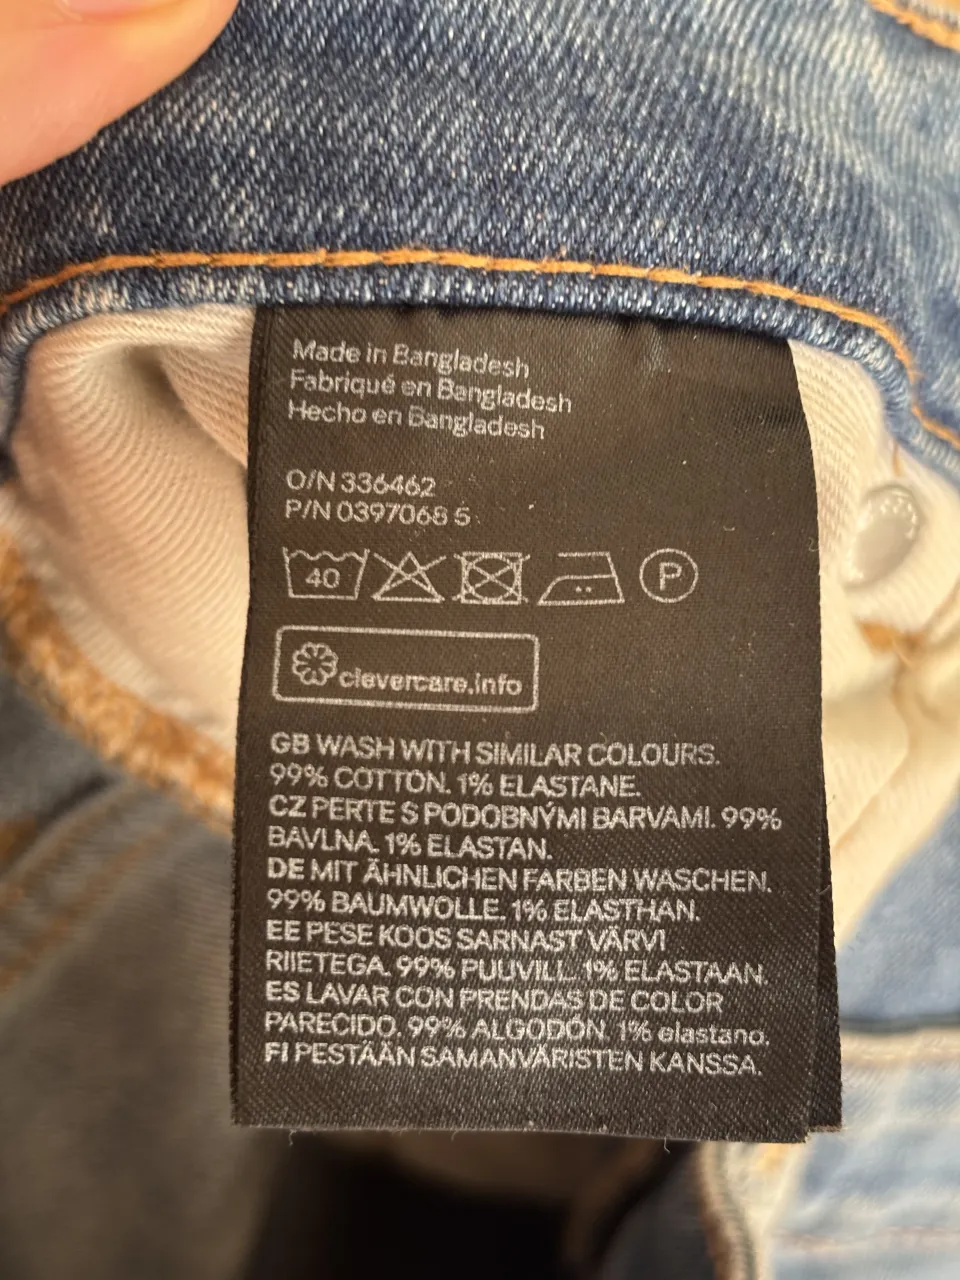 Made in Bangladesh
Fabriqué en Bangladesh
Hecho en Bangladesh
O/N 336462
P/N 0397068 5
40 P
clevercare.info
GB WASH WITH SIMILAR COLOURS.
99% COTTON. 1% ELASTANE.
CZ PERTE S PODOBNÝMI BARVAMI. 99%
BAVLNA. 1% ELASTAN.
DE MIT ÄHNLICHEN FARBEN WASCHEN.
99% BAUMWOLLE. 1% ELASTHAN.
EE PESE KOOS SARNAST VÄRVI
RIIETEGA. 99% PUUVILL. 1% ELASTAAN.
ES LAVAR CON PRENDAS DE COLOR
PARECIDO. 99% ALGODÓN. 1% elastano.
FI PESTÄÄN SAMANVÄRISTEN KANSSA.